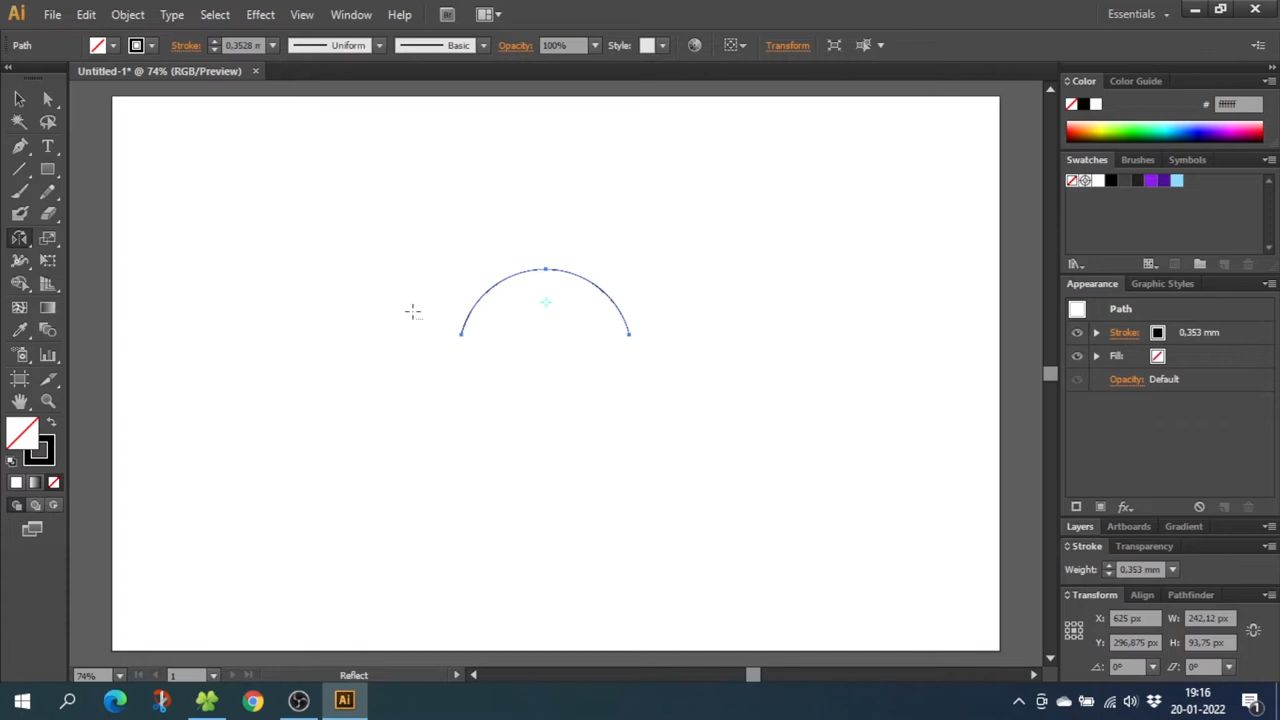 Ai File Edit Object Type Select Effect View Window Help Br Essentials
Path Stroke: 0,3528 m Uniform Basic Opacity: 100% Style: Transform
Untitled-1* @ 74% (RGB/Preview)
Color Color Guide
# ffffff
Swatches Brushes Symbols
Appearance Graphic Styles
Path
Stroke: 0,353 mm
Fill:
Opacity: Default
fx
Layers Artboards Gradient
Stroke Transparency
Weight: 0,353 mm
Transform Align Pathfinder
X: 625 px W: 242,12 px
Y: 296,875 px H: 93,75 px
0° 0°
74% 1 Reflect
Ai 19:16
20-01-2022 1